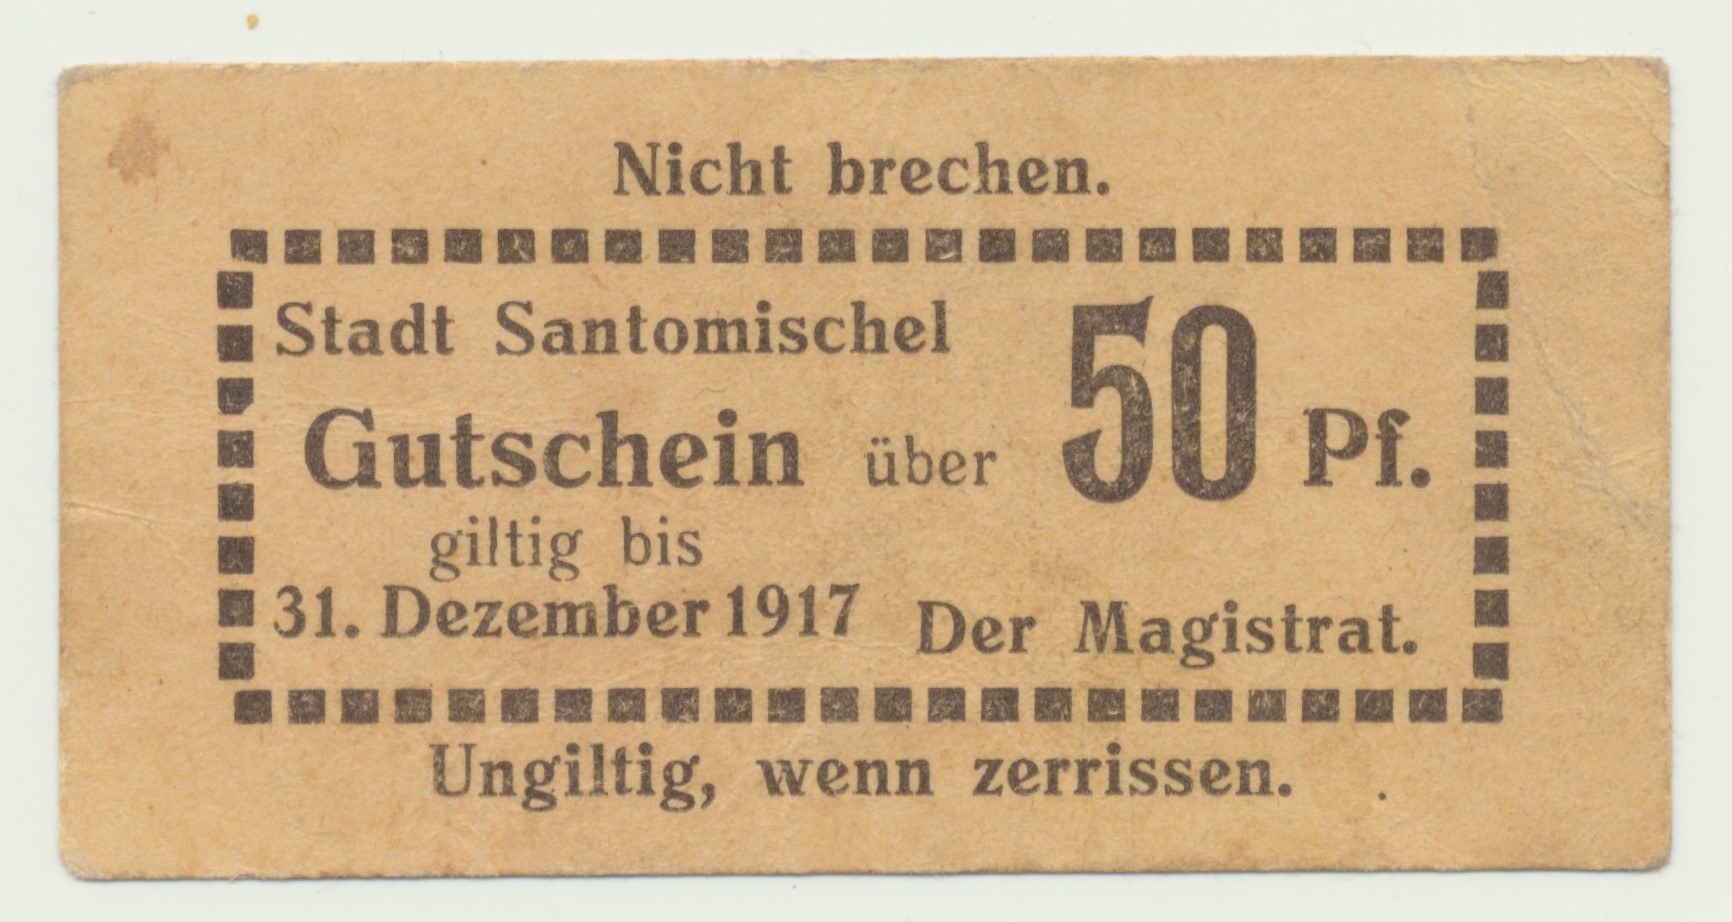 Nicht brechen.
Stadt Santomischel
Gutschein über 50 Pf.
giltig bis
31. Dezember 1917
Der Magistrat.
Ungiltig, wenn zerrissen.